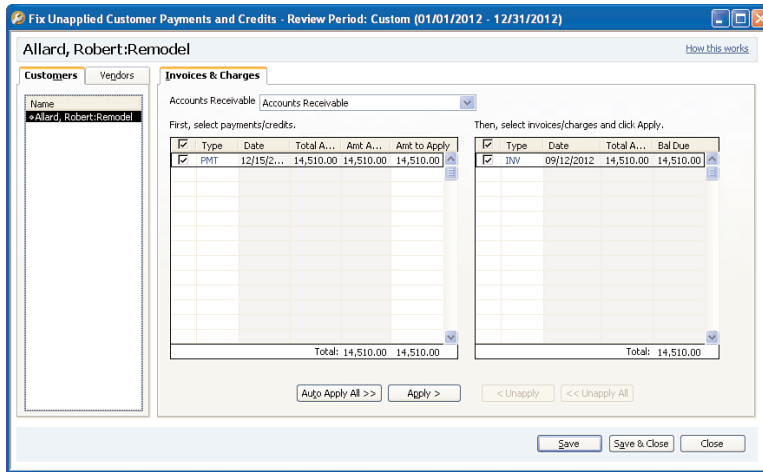 Fix Unapplied Customer Payments and Credits - Review Period: Custom (01/01/2012 - 12/31/2012)
Allard, Robert:Remodel
How this works
Customers Vendors
Invoices & Charges
Name
Allard, Robert:Remodel
Accounts Receivable Accounts Receivable
First, select payments/credits.
Type Date Total A... Amt A... Amt to Apply
PMT 12/15/2... 14,510.00 14,510.00 14,510.00
Total: 14,510.00 14,510.00
Then, select invoices/charges and click Apply.
Type Date Total A... Bal Due
INV 09/12/2012 14,510.00 14,510.00
Total: 14,510.00
Auto Apply All >> Apply > < Unapply << Unapply All
Save Save & Close Close